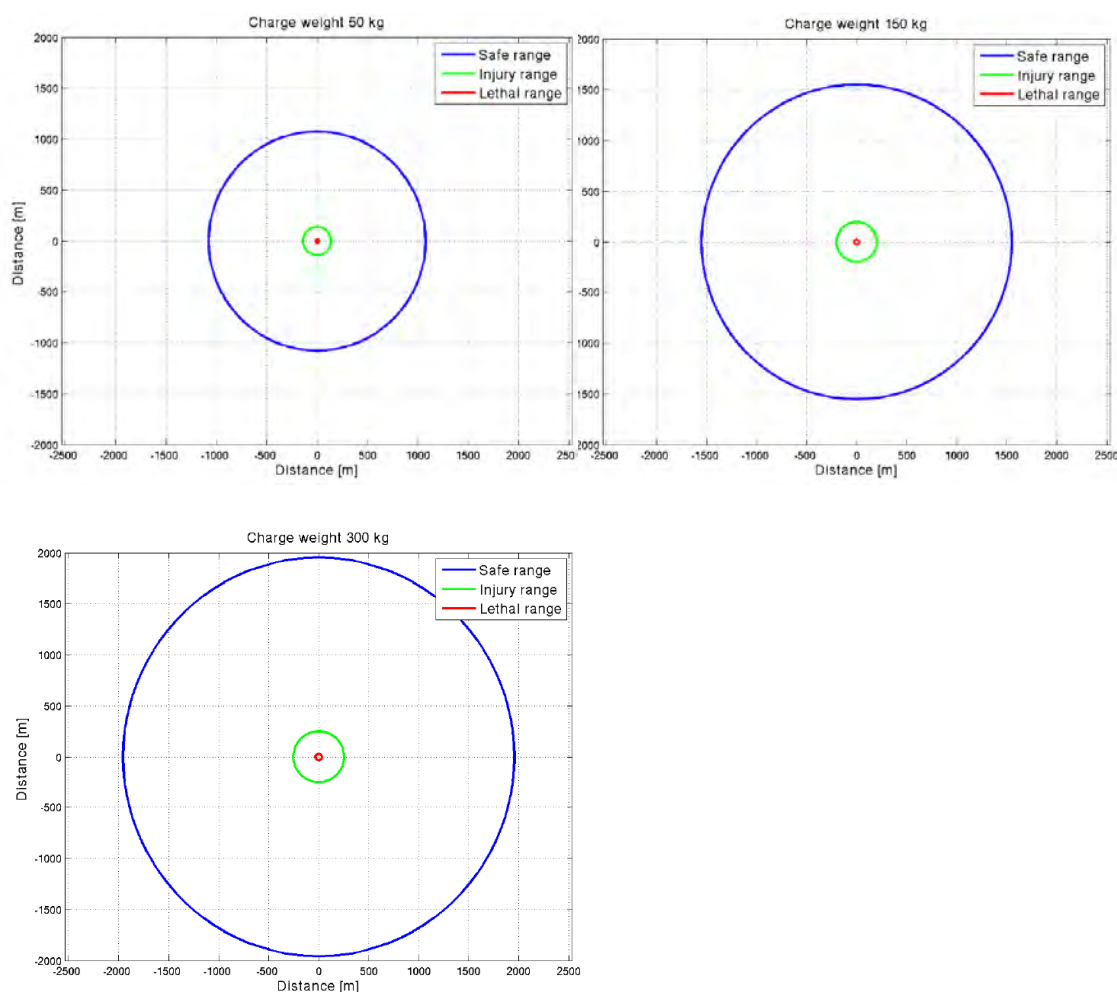 Charge weight 50 kg
2000
1500
1000
500
0
-500
-1000
-1500
-2000
Distance [m]
-2500 -2000 -1500 -1000 -500 0 500 1000 1500 2000 2500
Distance [m]
Safe range
Injury range
Lethal range
Charge weight 150 kg
2000
1500
1000
500
0
-500
-1000
-1500
-2000
-2500 -2000 -1500 -1000 -500 0 500 1000 1500 2000 2500
Distance [m]
Safe range
Injury range
Lethal range
Charge weight 300 kg
2000
1500
1000
500
0
-500
-1000
-1500
-2000
Distance [m]
-2500 -2000 -1500 -1000 -500 0 500 1000 1500 2000 2500
Distance [m]
Safe range
Injury range
Lethal range